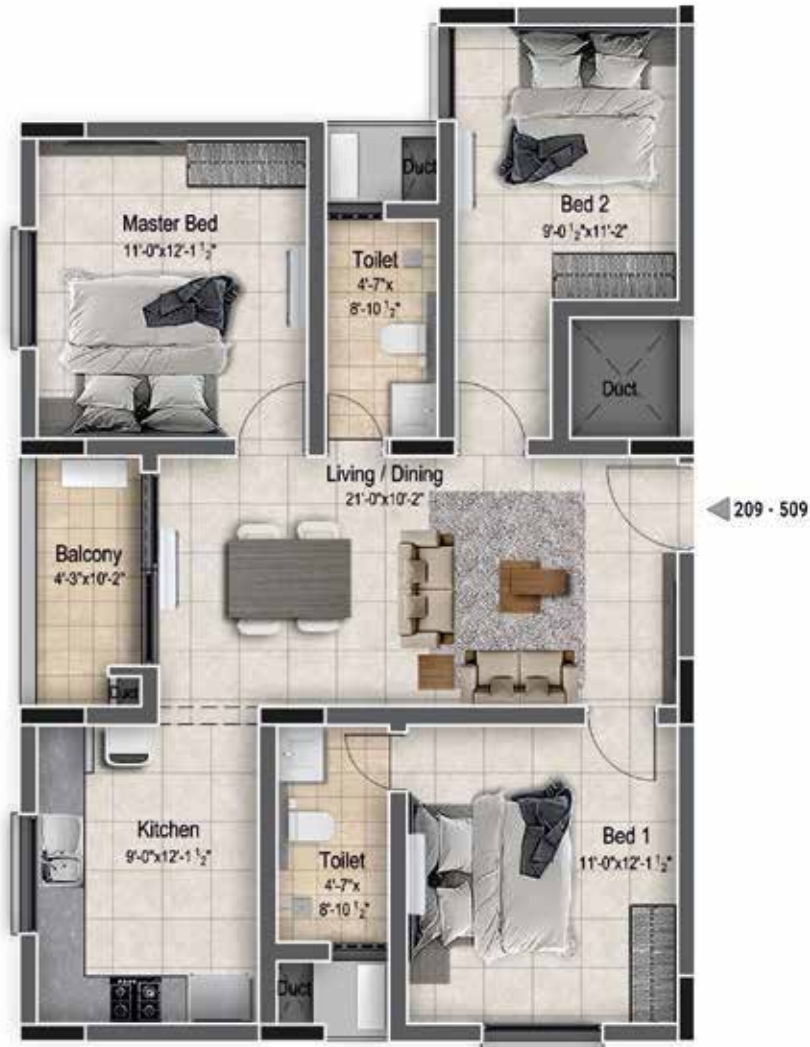 Duct
Bed 2
9'-0 ½"x11'-2"
Master Bed
11'-0"x12'-1 ½"
Toilet
4'-7"x
8'-10 ½"
Duct
Living / Dining
21'-0"x10'-2"
209 - 509
Balcony
4'-3"x10'-2"
Duct
Kitchen
9'-0"x12'-1 ½"
Toilet
4'-7"x
8'-10 ½"
Bed 1
11'-0"x12'-1 ½"
Duct